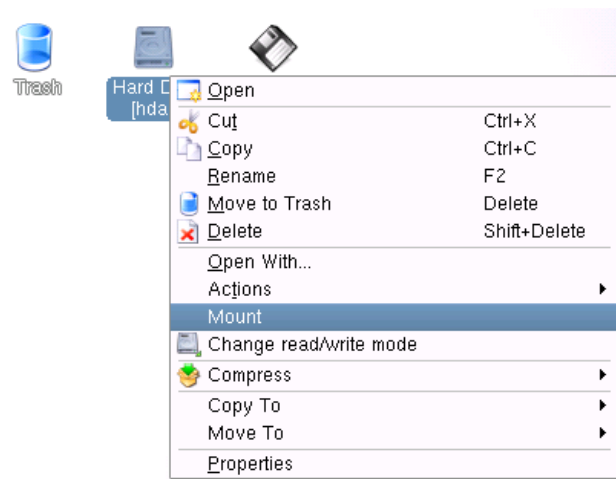 Trash
Hard D
[hda
Open
Cut Ctrl+X
Copy Ctrl+C
Rename F2
Move to Trash Delete
Delete Shift+Delete
Open With...
Actions
Mount
Change read/write mode
Compress
Copy To
Move To
Properties